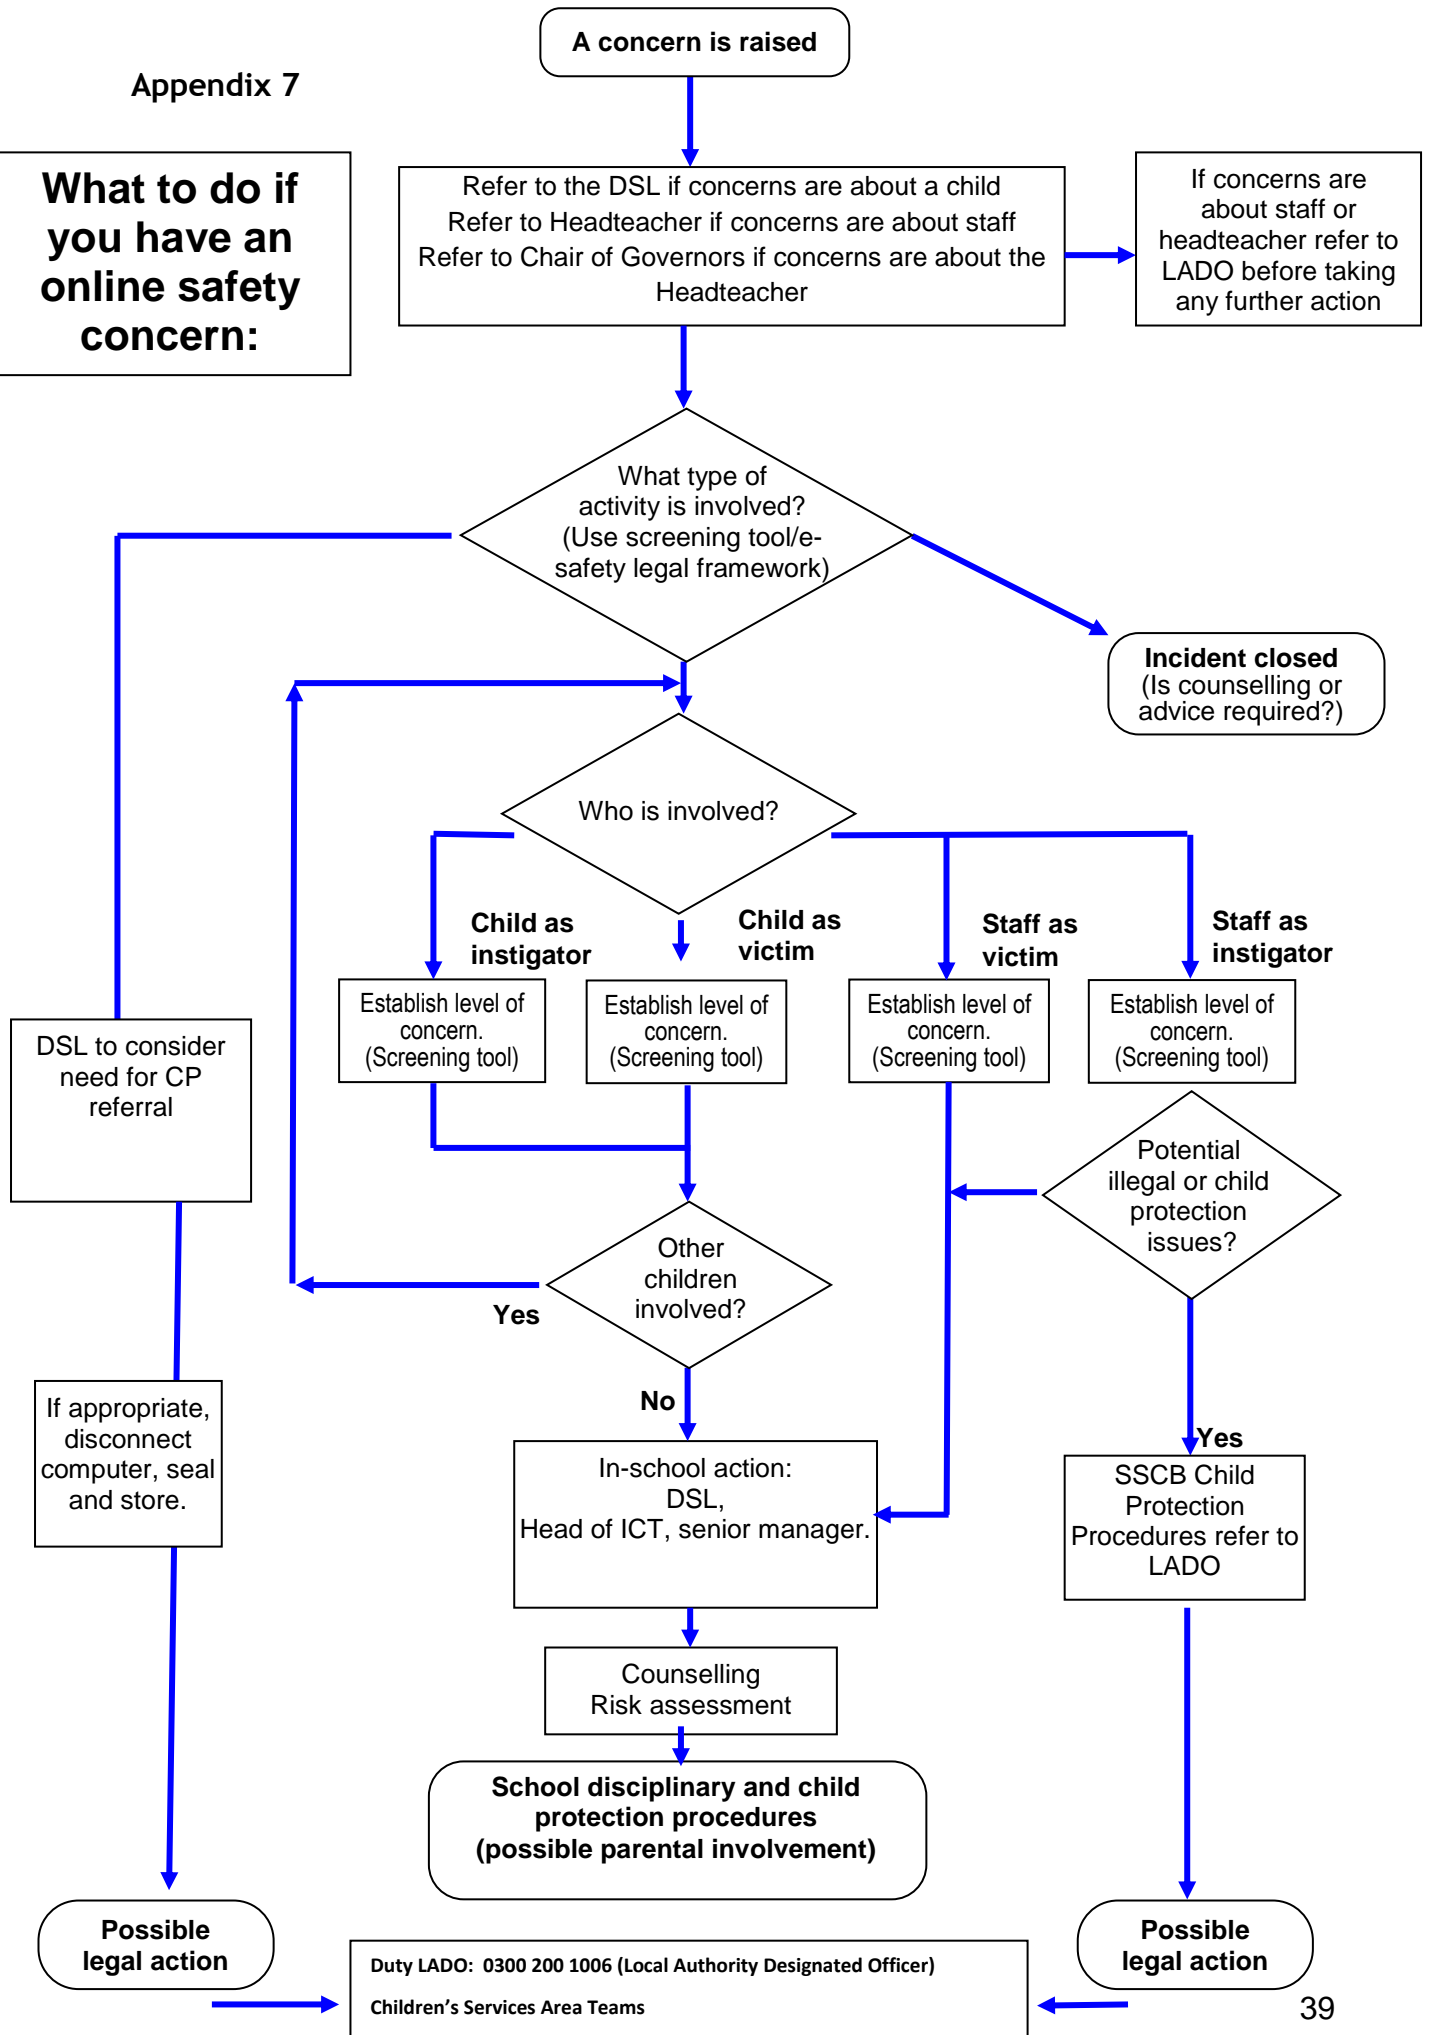 A concern is raised
Appendix 7
What to do if
you have an
online safety
concern:
Refer to the DSL if concerns are about a child
Refer to Headteacher if concerns are about staff
Refer to Chair of Governors if concerns are about the
Headteacher
If concerns are
about staff or
headteacher refer to
LADO before taking
any further action
What type of
activity is involved?
(Use screening tool/e-
safety legal framework)
Incident closed
(Is counselling or
advice required?)
Who is involved?
Child as
instigator
Child as
victim
Staff as
victim
Staff as
instigator
Establish level of
concern.
(Screening tool)
Establish level of
concern.
(Screening tool)
Establish level of
concern.
(Screening tool)
Establish level of
concern.
(Screening tool)
DSL to consider
need for CP
referral
Potential
illegal or child
protection
issues?
Other
children
involved?
Yes
No
If appropriate,
disconnect
computer, seal
and store.
In-school action:
DSL,
Head of ICT, senior manager.
Yes
SSCB Child
Protection
Procedures refer to
LADO
Counselling
Risk assessment
School disciplinary and child
protection procedures
(possible parental involvement)
Possible
legal action
Possible
legal action
Duty LADO: 0300 200 1006 (Local Authority Designated Officer)
Children's Services Area Teams
39